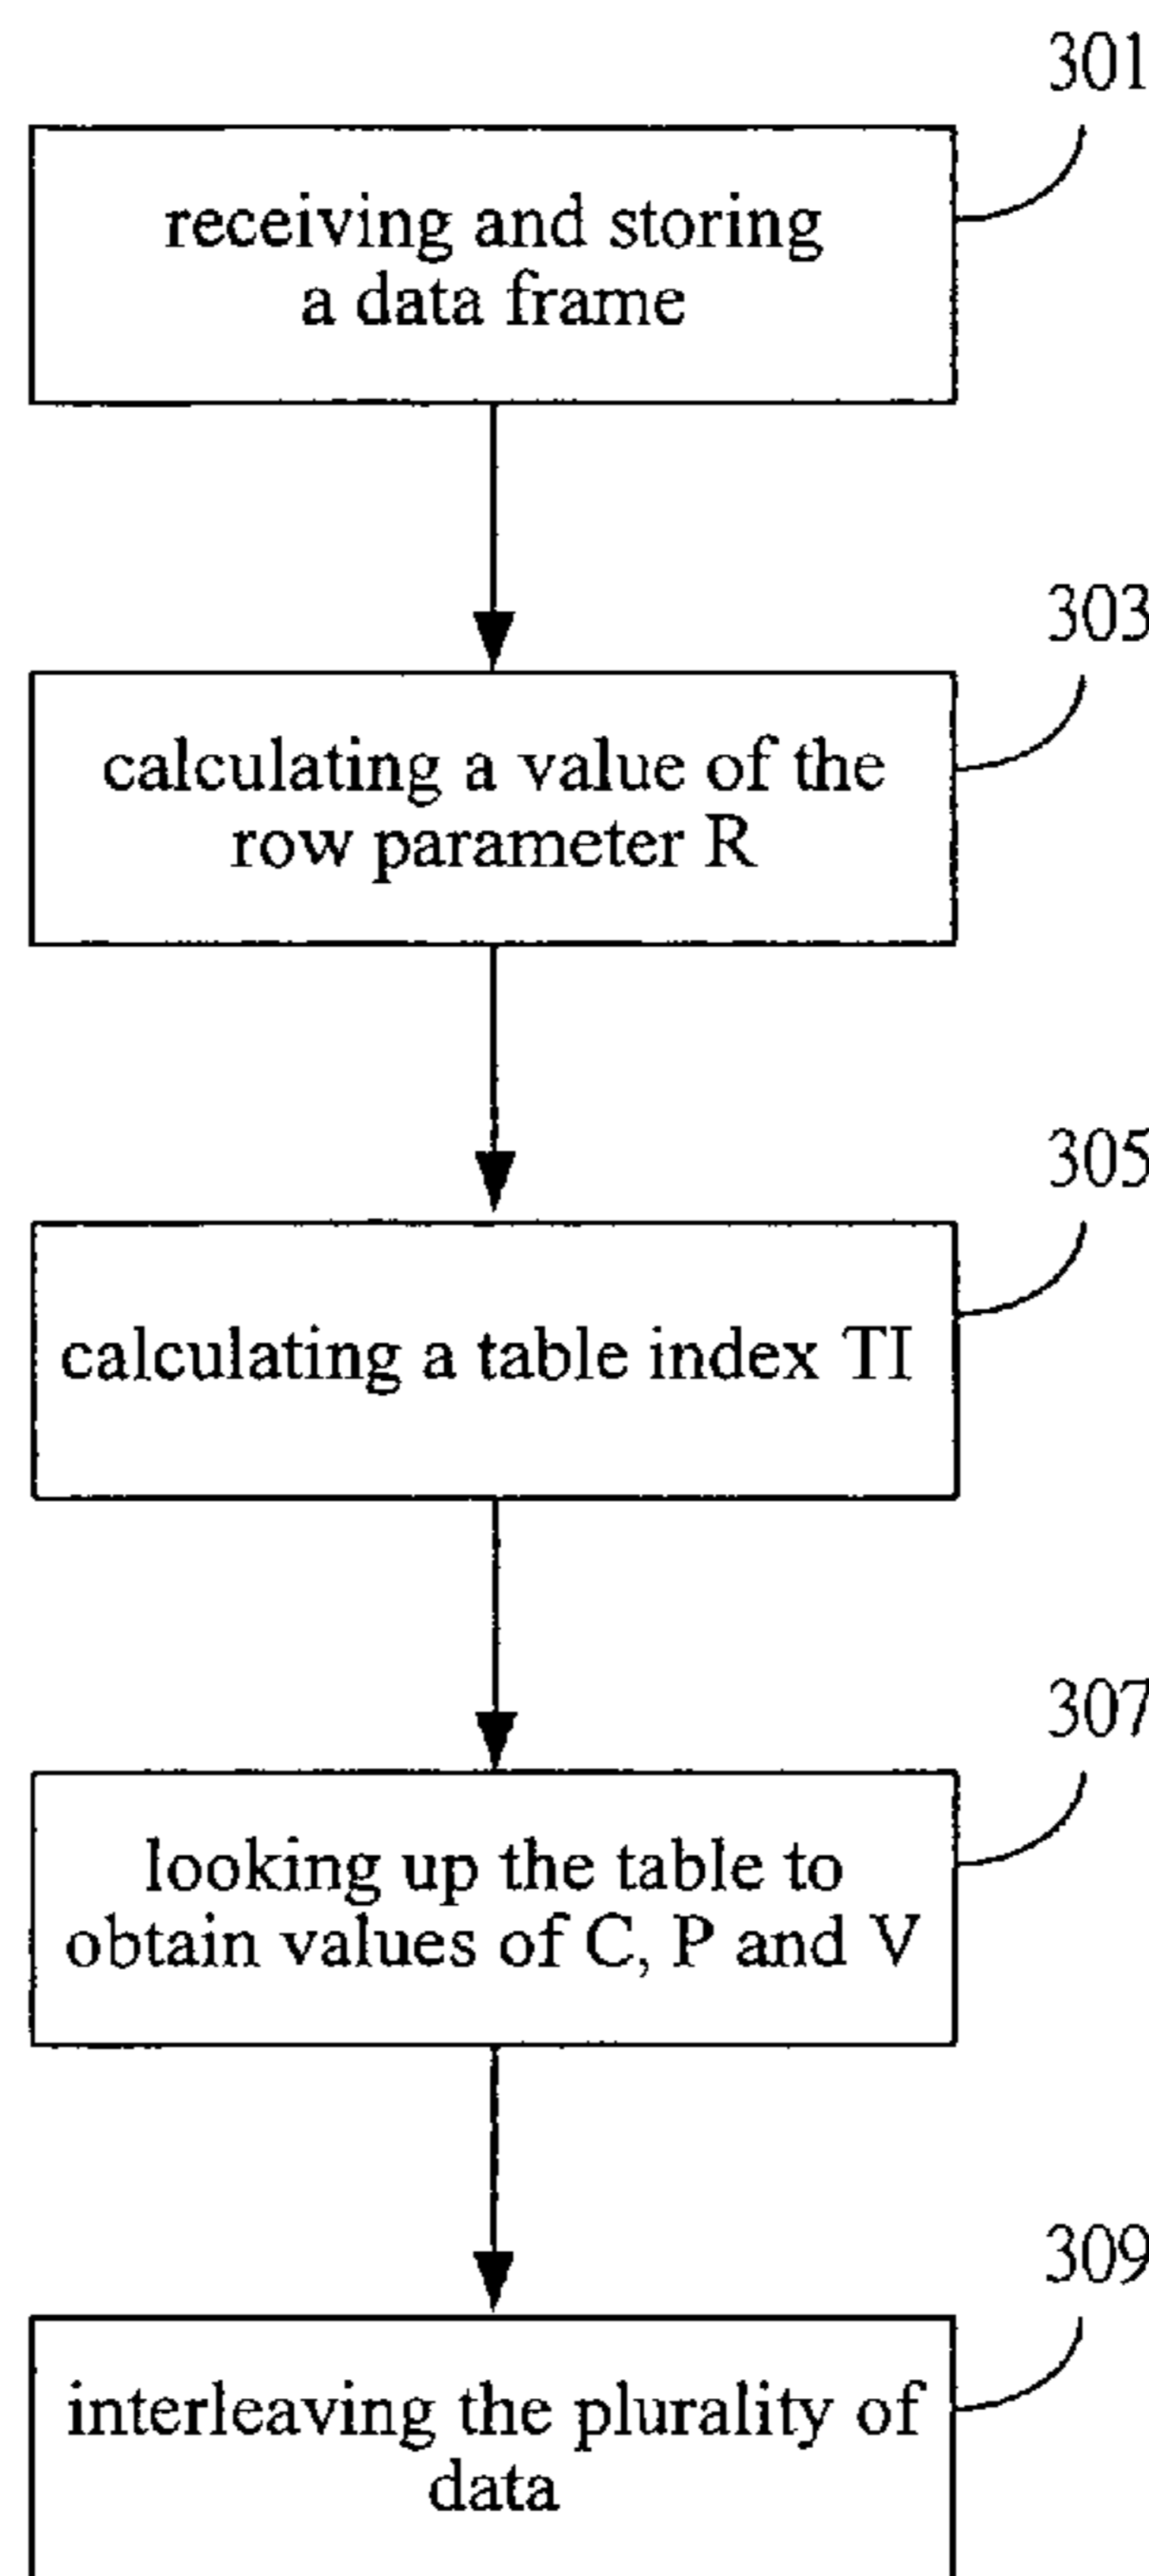 301
receiving and storing
a data frame
303
calculating a value of the
row parameter R
305
calculating a table index TI
307
looking up the table to
obtain values of C, P and V
309
interleaving the plurality of
data